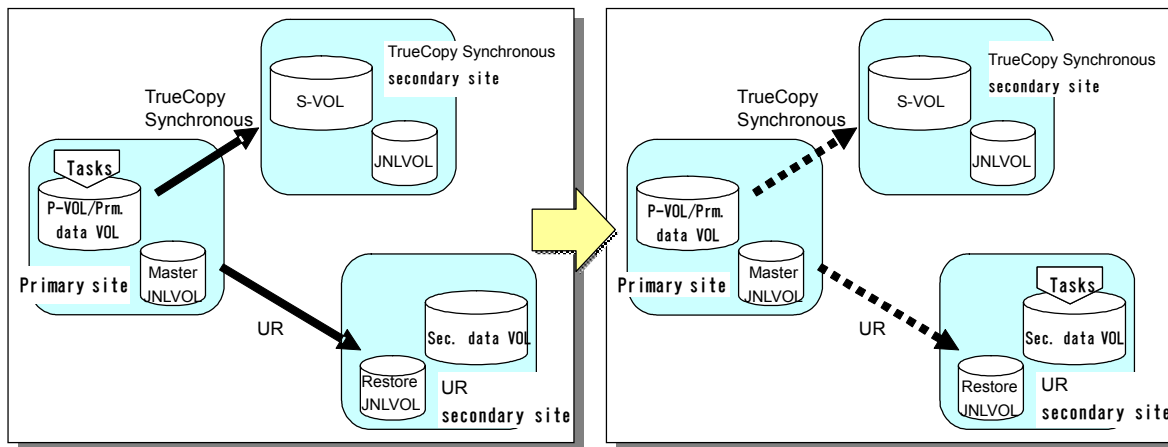 TrueCopy Synchronous
secondary site
S-VOL
JNLVOL
TrueCopy
Synchronous
Tasks
P-VOL/Prm.
data VOL
Primary site
Master
JNLVOL
UR
Sec. data VOL
Restore
JNLVOL
UR
secondary site
TrueCopy Synchronous
secondary site
S-VOL
JNLVOL
TrueCopy
Synchronous
P-VOL/Prm.
data VOL
Primary site
Master
JNLVOL
UR
Tasks
Sec. data VOL
Restore
JNLVOL
UR
secondary site